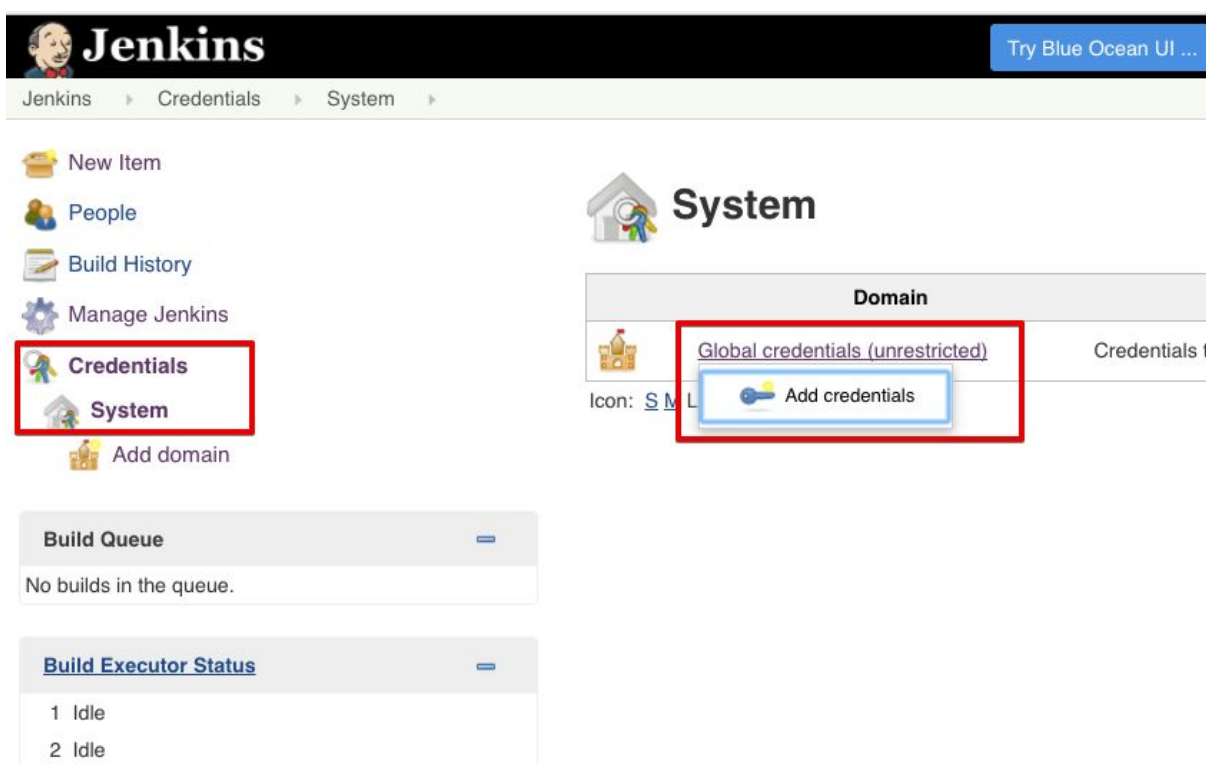 Jenkins
Try Blue Ocean UI ...
Jenkins Credentials System
New Item
People
Build History
Manage Jenkins
Credentials
System
Add domain
System
Domain
Global credentials (unrestricted) Credentials
Add credentials
Icon: S M L
Build Queue
No builds in the queue.
Build Executor Status
1 Idle
2 Idle